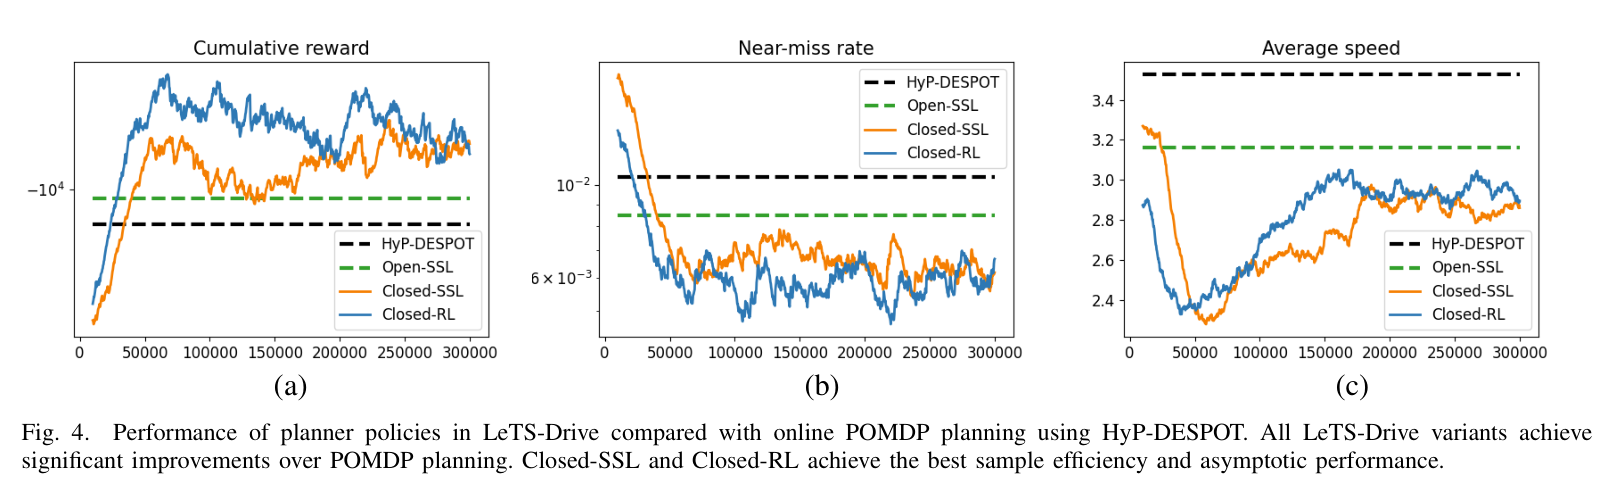 Cumulative reward
−10⁴
HyP-DESPOT
Open-SSL
Closed-SSL
Closed-RL
0 50000 100000 150000 200000 250000 300000
(a)
Near-miss rate
10⁻²
6 × 10⁻³
HyP-DESPOT
Open-SSL
Closed-SSL
Closed-RL
0 50000 100000 150000 200000 250000 300000
(b)
Average speed
3.4
3.2
3.0
2.8
2.6
2.4
HyP-DESPOT
Open-SSL
Closed-SSL
Closed-RL
0 50000 100000 150000 200000 250000 300000
(c)
Fig. 4. Performance of planner policies in LeTS-Drive compared with online POMDP planning using HyP-DESPOT. All LeTS-Drive variants achieve
significant improvements over POMDP planning. Closed-SSL and Closed-RL achieve the best sample efficiency and asymptotic performance.